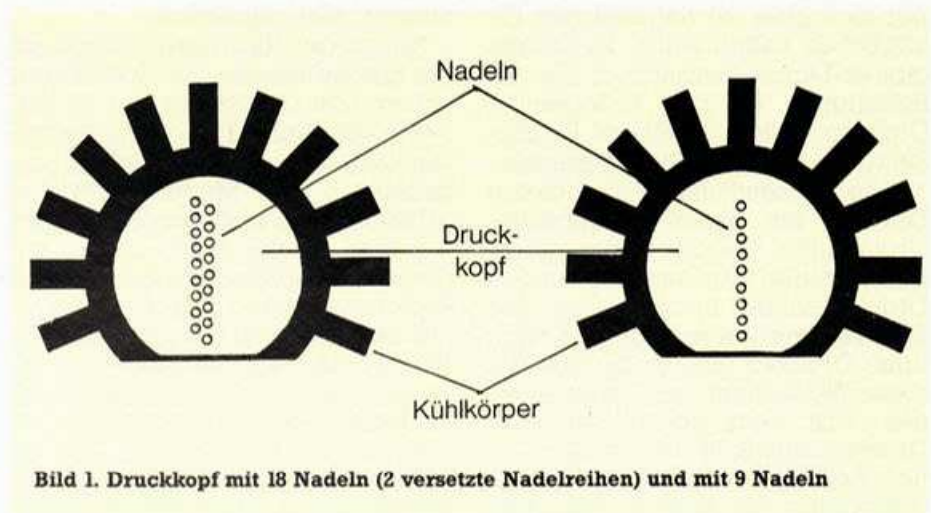 Nadeln
Druck-
kopf
Kühlkörper
Bild 1. Druckkopf mit 18 Nadeln (2 versetzte Nadelreihen) und mit 9 Nadeln